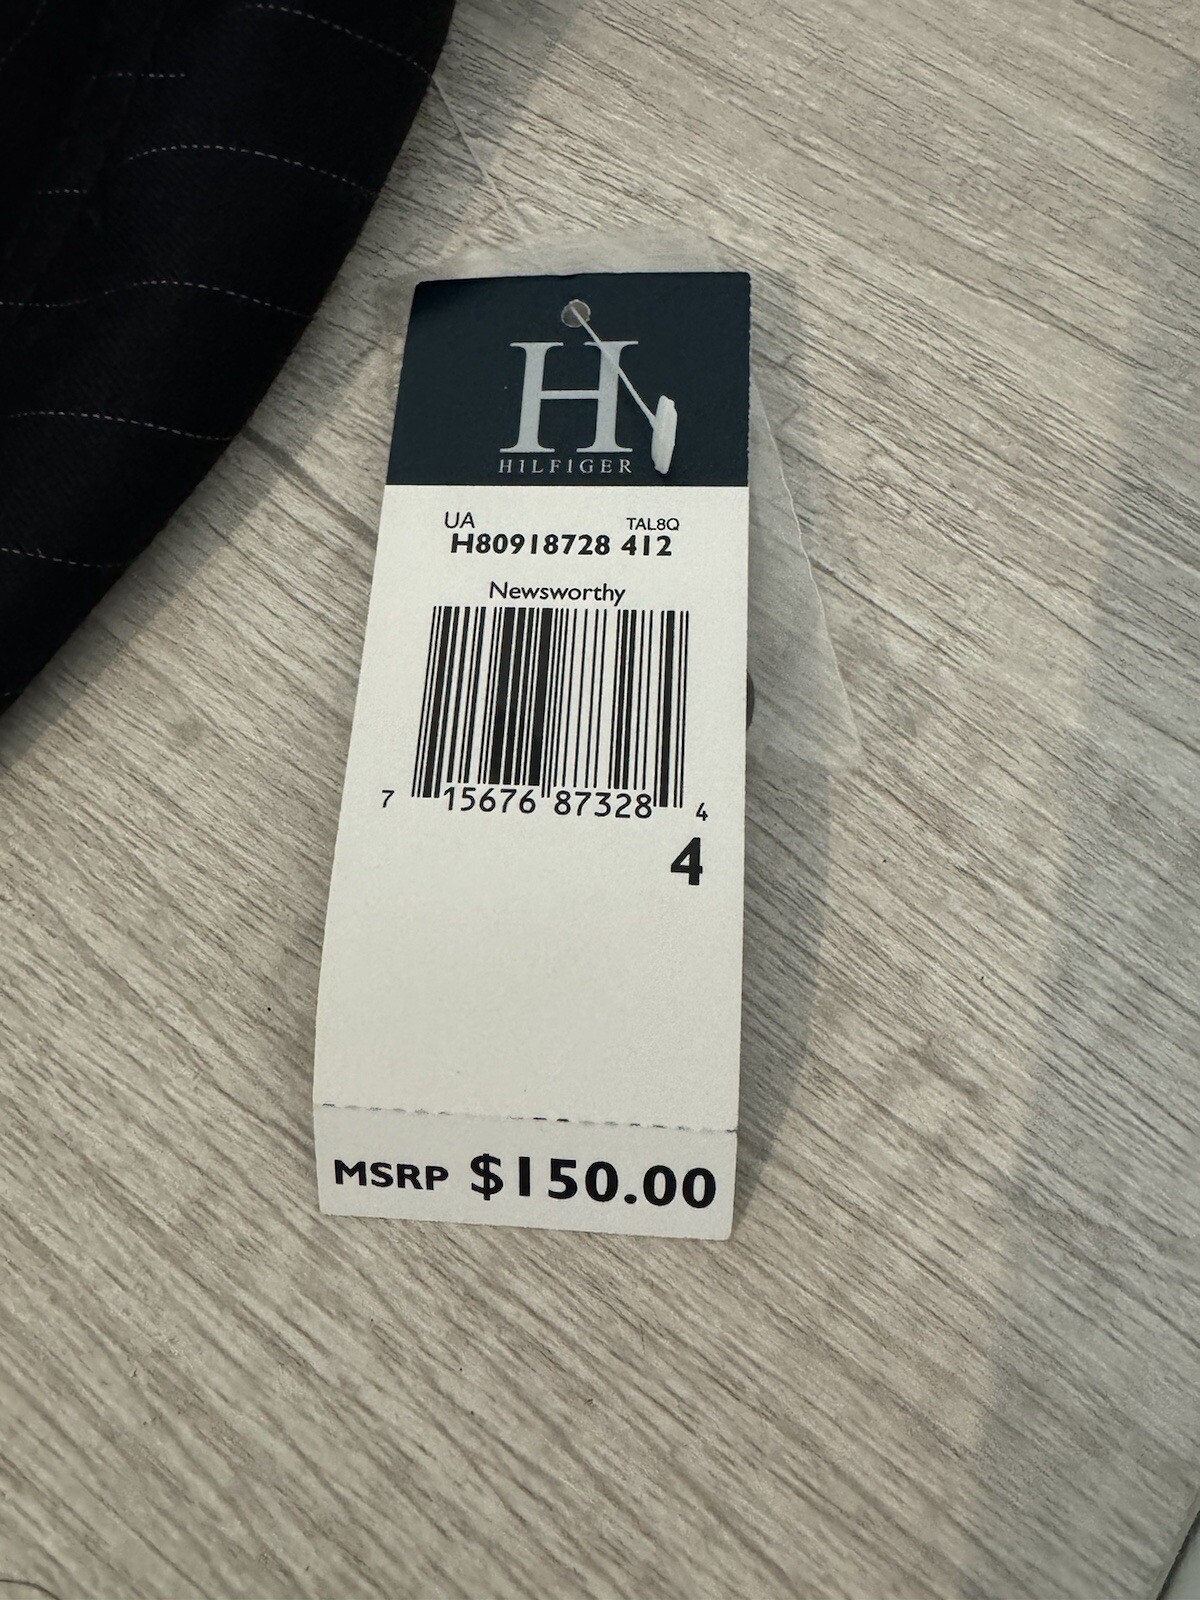 H
HILFIGER
UA TAL8Q
H80918728 412
Newsworthy
7 15676 87328 4
4
MSRP $150.00